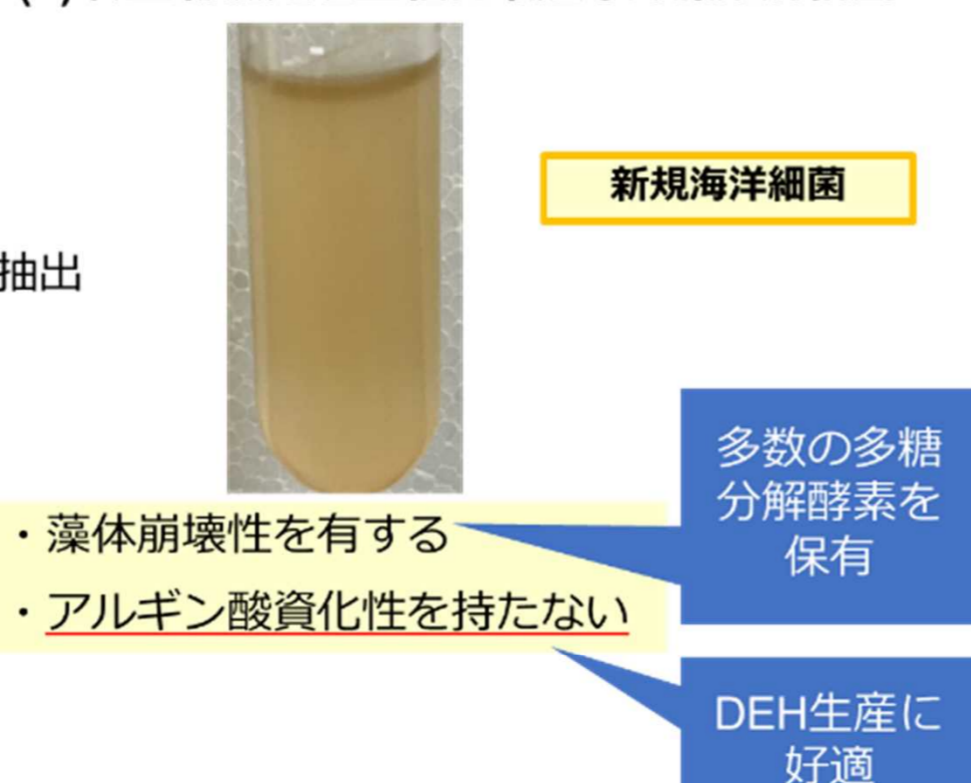 新規海洋細菌
抽出
多数の多糖
分解酵素を
保有
・藻体崩壊性を有する
・アルギン酸資化性を持たない
DEH生産に
好適